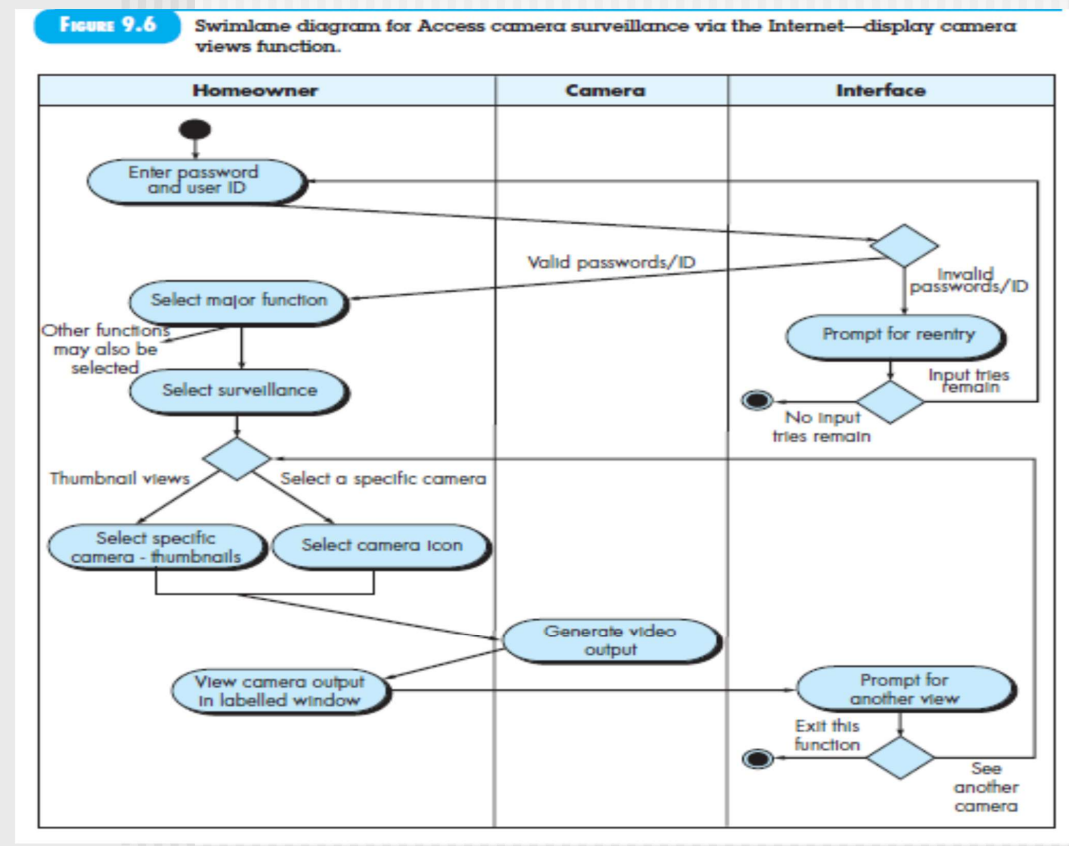 FIGURE 9.6
Swimlane diagram for Access camera surveillance via the Internet—display camera
views function.
Homeowner
Camera
Interface
Enter password
and user ID
Valid passwords/ID
Invalid
passwords/ID
Select major function
Other functions
may also be
selected
Prompt for reentry
Select surveillance
Input tries
remain
No input
tries remain
Thumbnail views
Select a specific camera
Select specific
camera - thumbnails
Select camera icon
Generate video
output
View camera output
in labelled window
Prompt for
another view
Exit this
function
See
another
camera